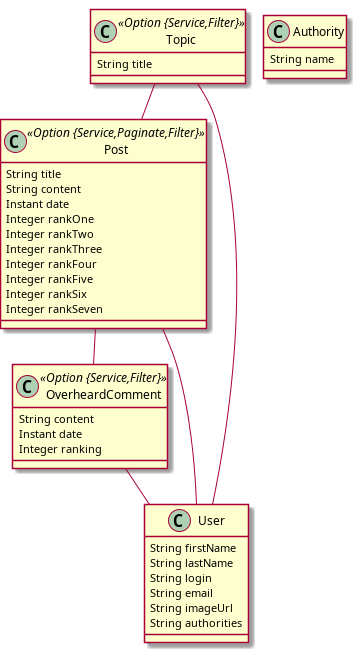 C «Option {Service,Filter}»
Topic
String title
C Authority
String name
C «Option {Service,Paginate,Filter}»
Post
String title
String content
Instant date
Integer rankOne
Integer rankTwo
Integer rankThree
Integer rankFour
Integer rankFive
Integer rankSix
Integer rankSeven
C «Option {Service,Filter}»
OverheardComment
String content
Instant date
Integer ranking
C User
String firstName
String lastName
String login
String email
String imageUrl
String authorities